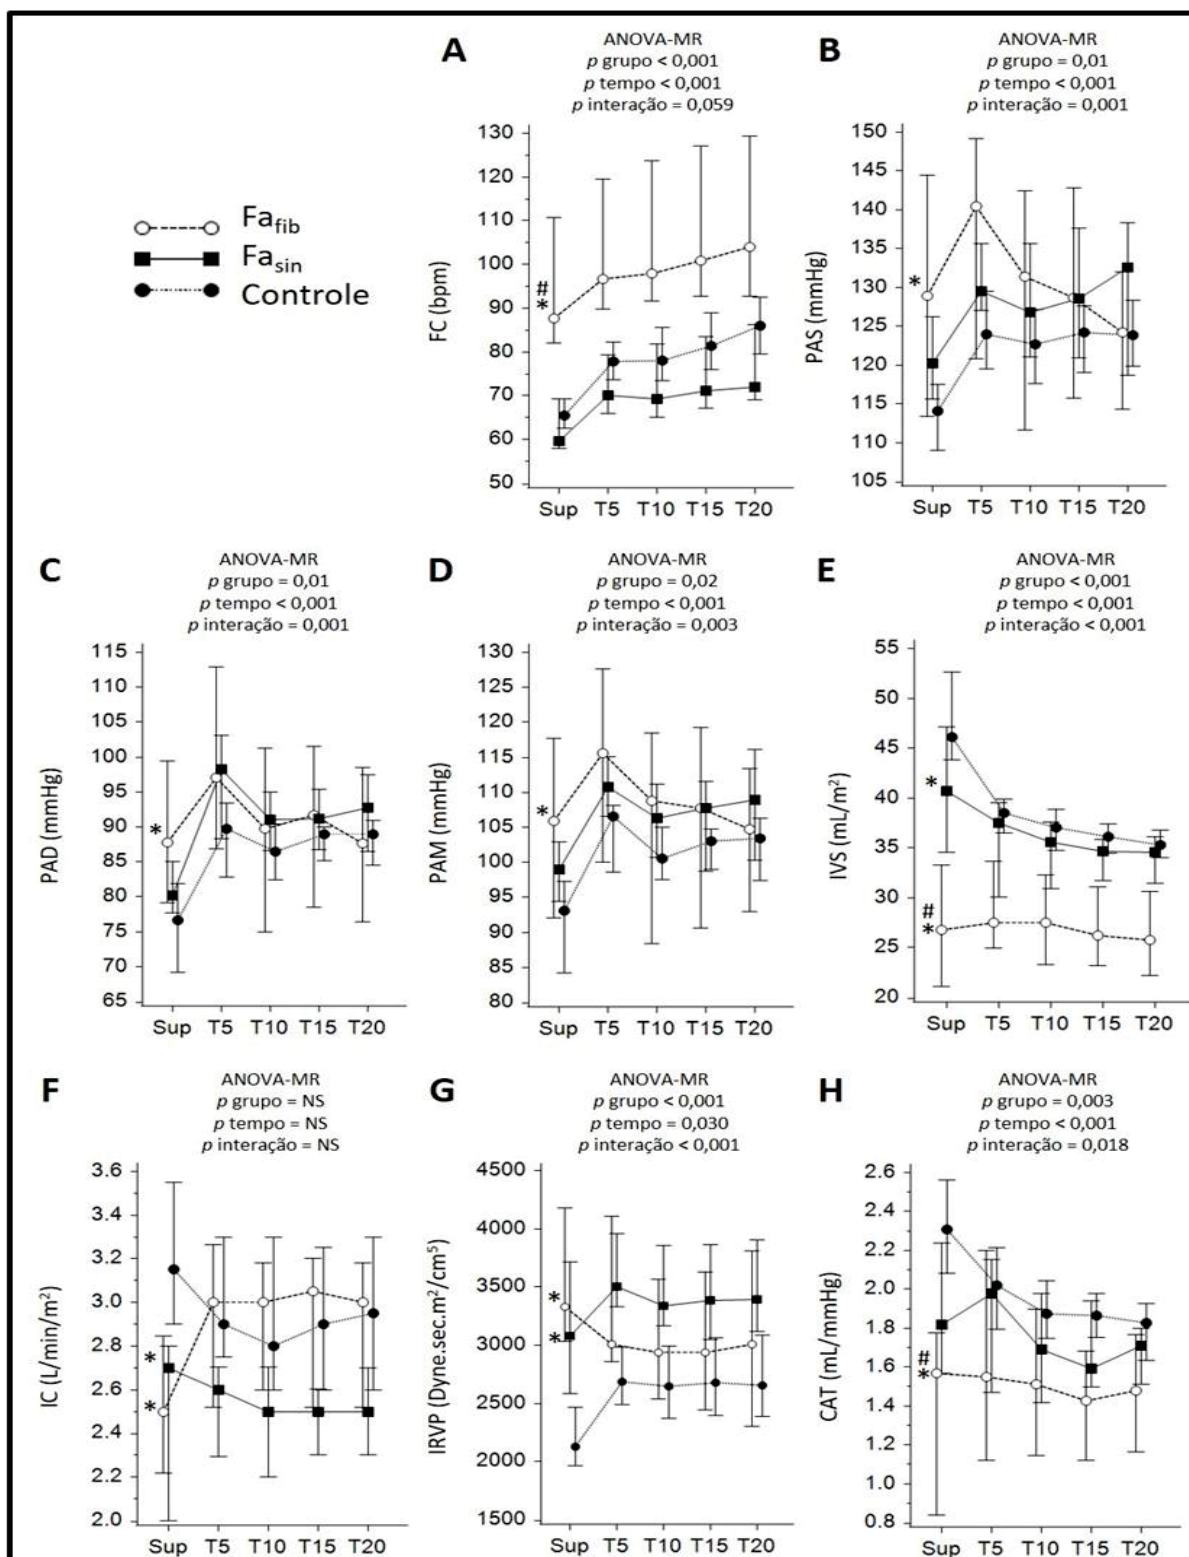 Fa_fib
Fa_sin
Controle
A
ANOVA-MR
p grupo < 0,001
p tempo < 0,001
p interação = 0,059
FC (bpm)
130
120
110
100
90
80
70
60
50
#
*
Sup T5 T10 T15 T20
B
ANOVA-MR
p grupo = 0,01
p tempo < 0,001
p interação = 0,001
PAS (mmHg)
150
145
140
135
130
125
120
115
110
105
*
Sup T5 T10 T15 T20
C
ANOVA-MR
p grupo = 0,01
p tempo < 0,001
p interação = 0,001
PAD (mmHg)
115
110
105
100
95
90
85
80
75
70
65
*
Sup T5 T10 T15 T20
D
ANOVA-MR
p grupo = 0,02
p tempo < 0,001
p interação = 0,003
PAM (mmHg)
130
120
115
110
105
100
95
90
85
80
*
Sup T5 T10 T15 T20
E
ANOVA-MR
p grupo < 0,001
p tempo < 0,001
p interação < 0,001
IVS (mL/m²)
55
50
45
40
35
30
25
20
*
#
*
Sup T5 T10 T15 T20
F
ANOVA-MR
p grupo = NS
p tempo = NS
p interação = NS
IC (L/min/m²)
3.6
3.4
3.2
3.0
2.8
2.6
2.4
2.2
2.0
*
*
Sup T5 T10 T15 T20
G
ANOVA-MR
p grupo < 0,001
p tempo = 0,030
p interação < 0,001
IRVP (Dyne.sec.m²/cm⁵)
4500
4000
3500
3000
2500
2000
1500
*
*
Sup T5 T10 T15 T20
H
ANOVA-MR
p grupo = 0,003
p tempo < 0,001
p interação = 0,018
CAT (mL/mmHg)
2.6
2.4
2.2
2.0
1.8
1.6
1.4
1.2
1.0
0.8
#
*
Sup T5 T10 T15 T20